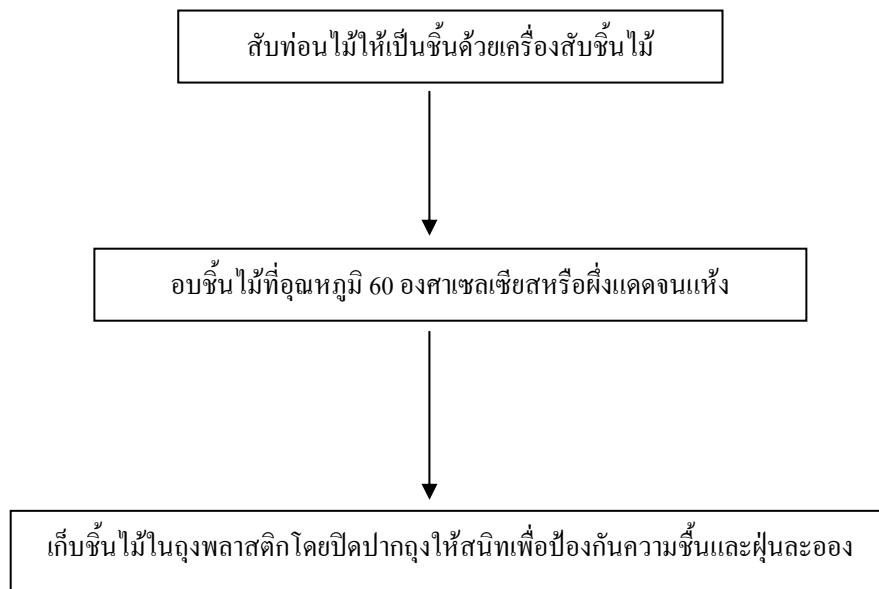 สับท่อนไม้ให้เป็นชิ้นด้วยเครื่องสับชิ้นไม้
อบชิ้นไม้ที่อุณหภูมิ 60 องศาเซลเซียสหรือผึ่งแดดจนแห้ง
เก็บชิ้นไม้ในถุงพลาสติกโดยปิดปากถุงให้สนิทเพื่อป้องกันความชื้นและฝุ่นละออง